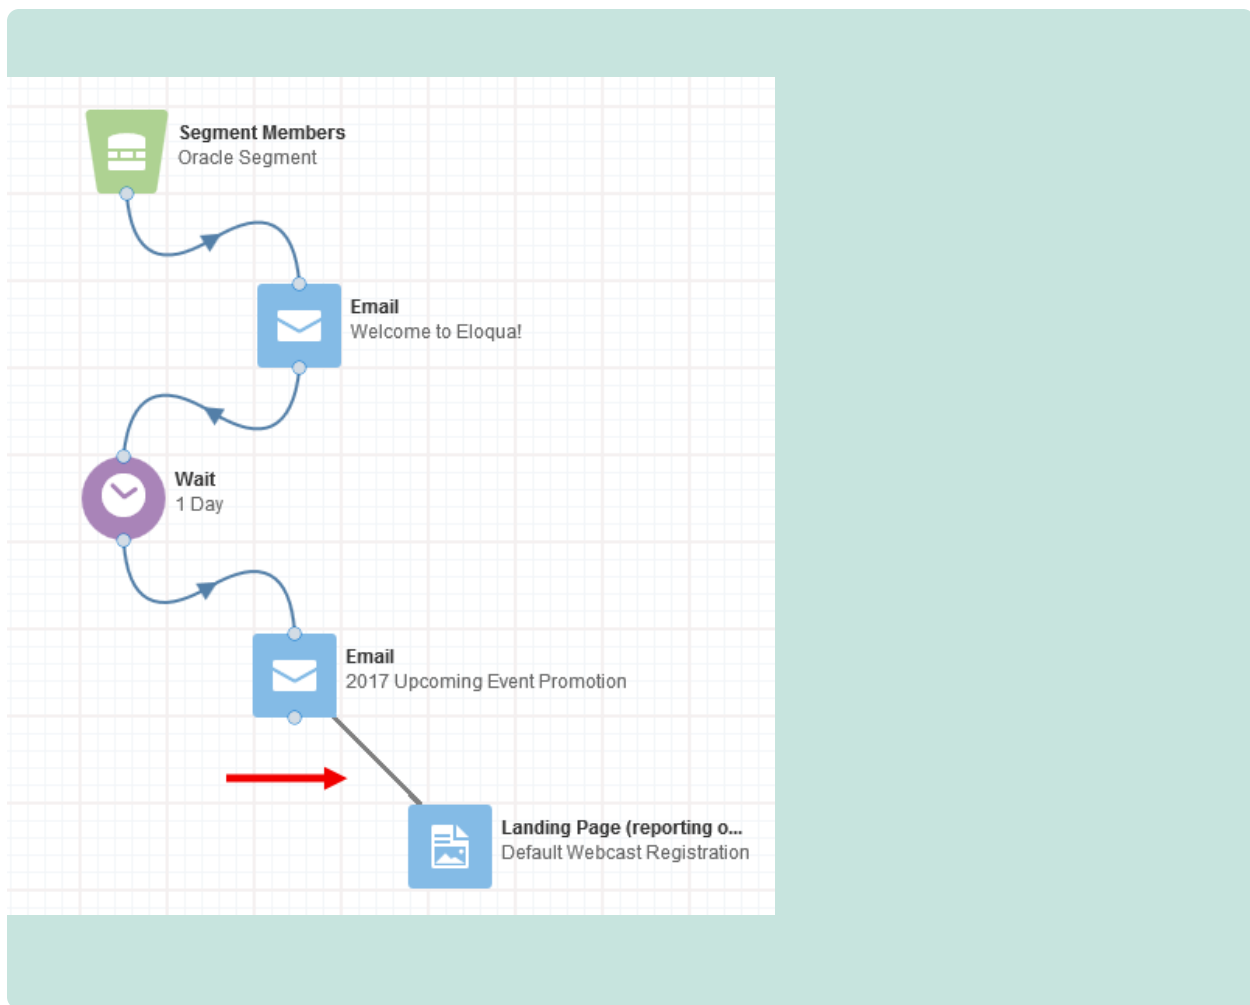 Segment Members
Oracle Segment
Email
Welcome to Eloqua!
Wait
1 Day
Email
2017 Upcoming Event Promotion
Landing Page (reporting o...
Default Webcast Registration